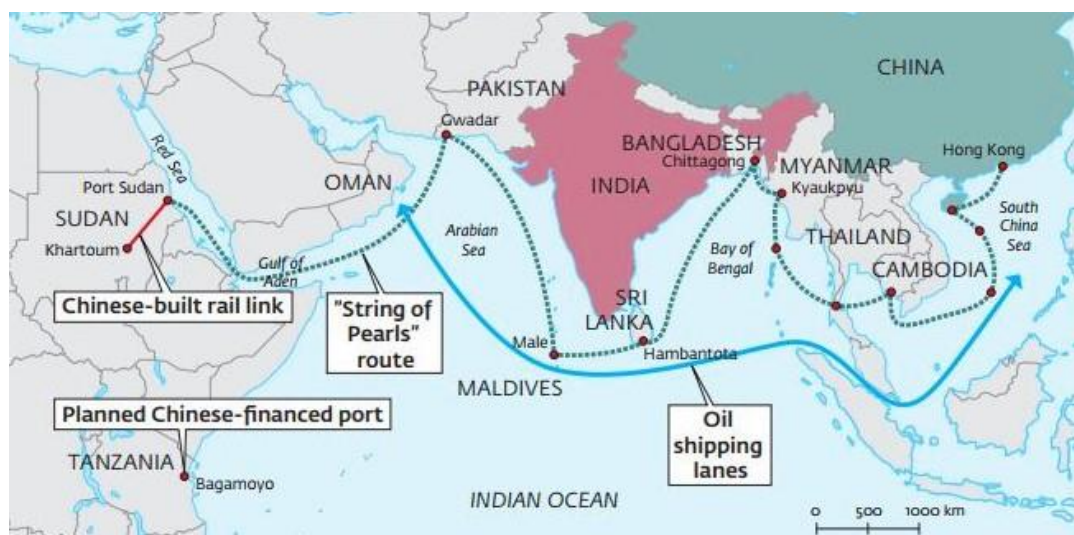 CHINA
PAKISTAN
Gwadar
BANGLADESH
Chittagong
Hong Kong
MYANMAR
Kyaukpyu
Red Sea
Port Sudan
OMAN
INDIA
SUDAN
Khartoum
Arabian
Sea
South
China
Sea
THAILAND
Bay of
Bengal
Gulf of
Aden
CAMBODIA
Chinese-built rail link
"String of
Pearls"
route
SRI
LANKA
Male
Hambantota
MALDIVES
Planned Chinese-financed port
Oil
shipping
lanes
TANZANIA
Bagamoyo
INDIAN OCEAN
0 500 1000 km